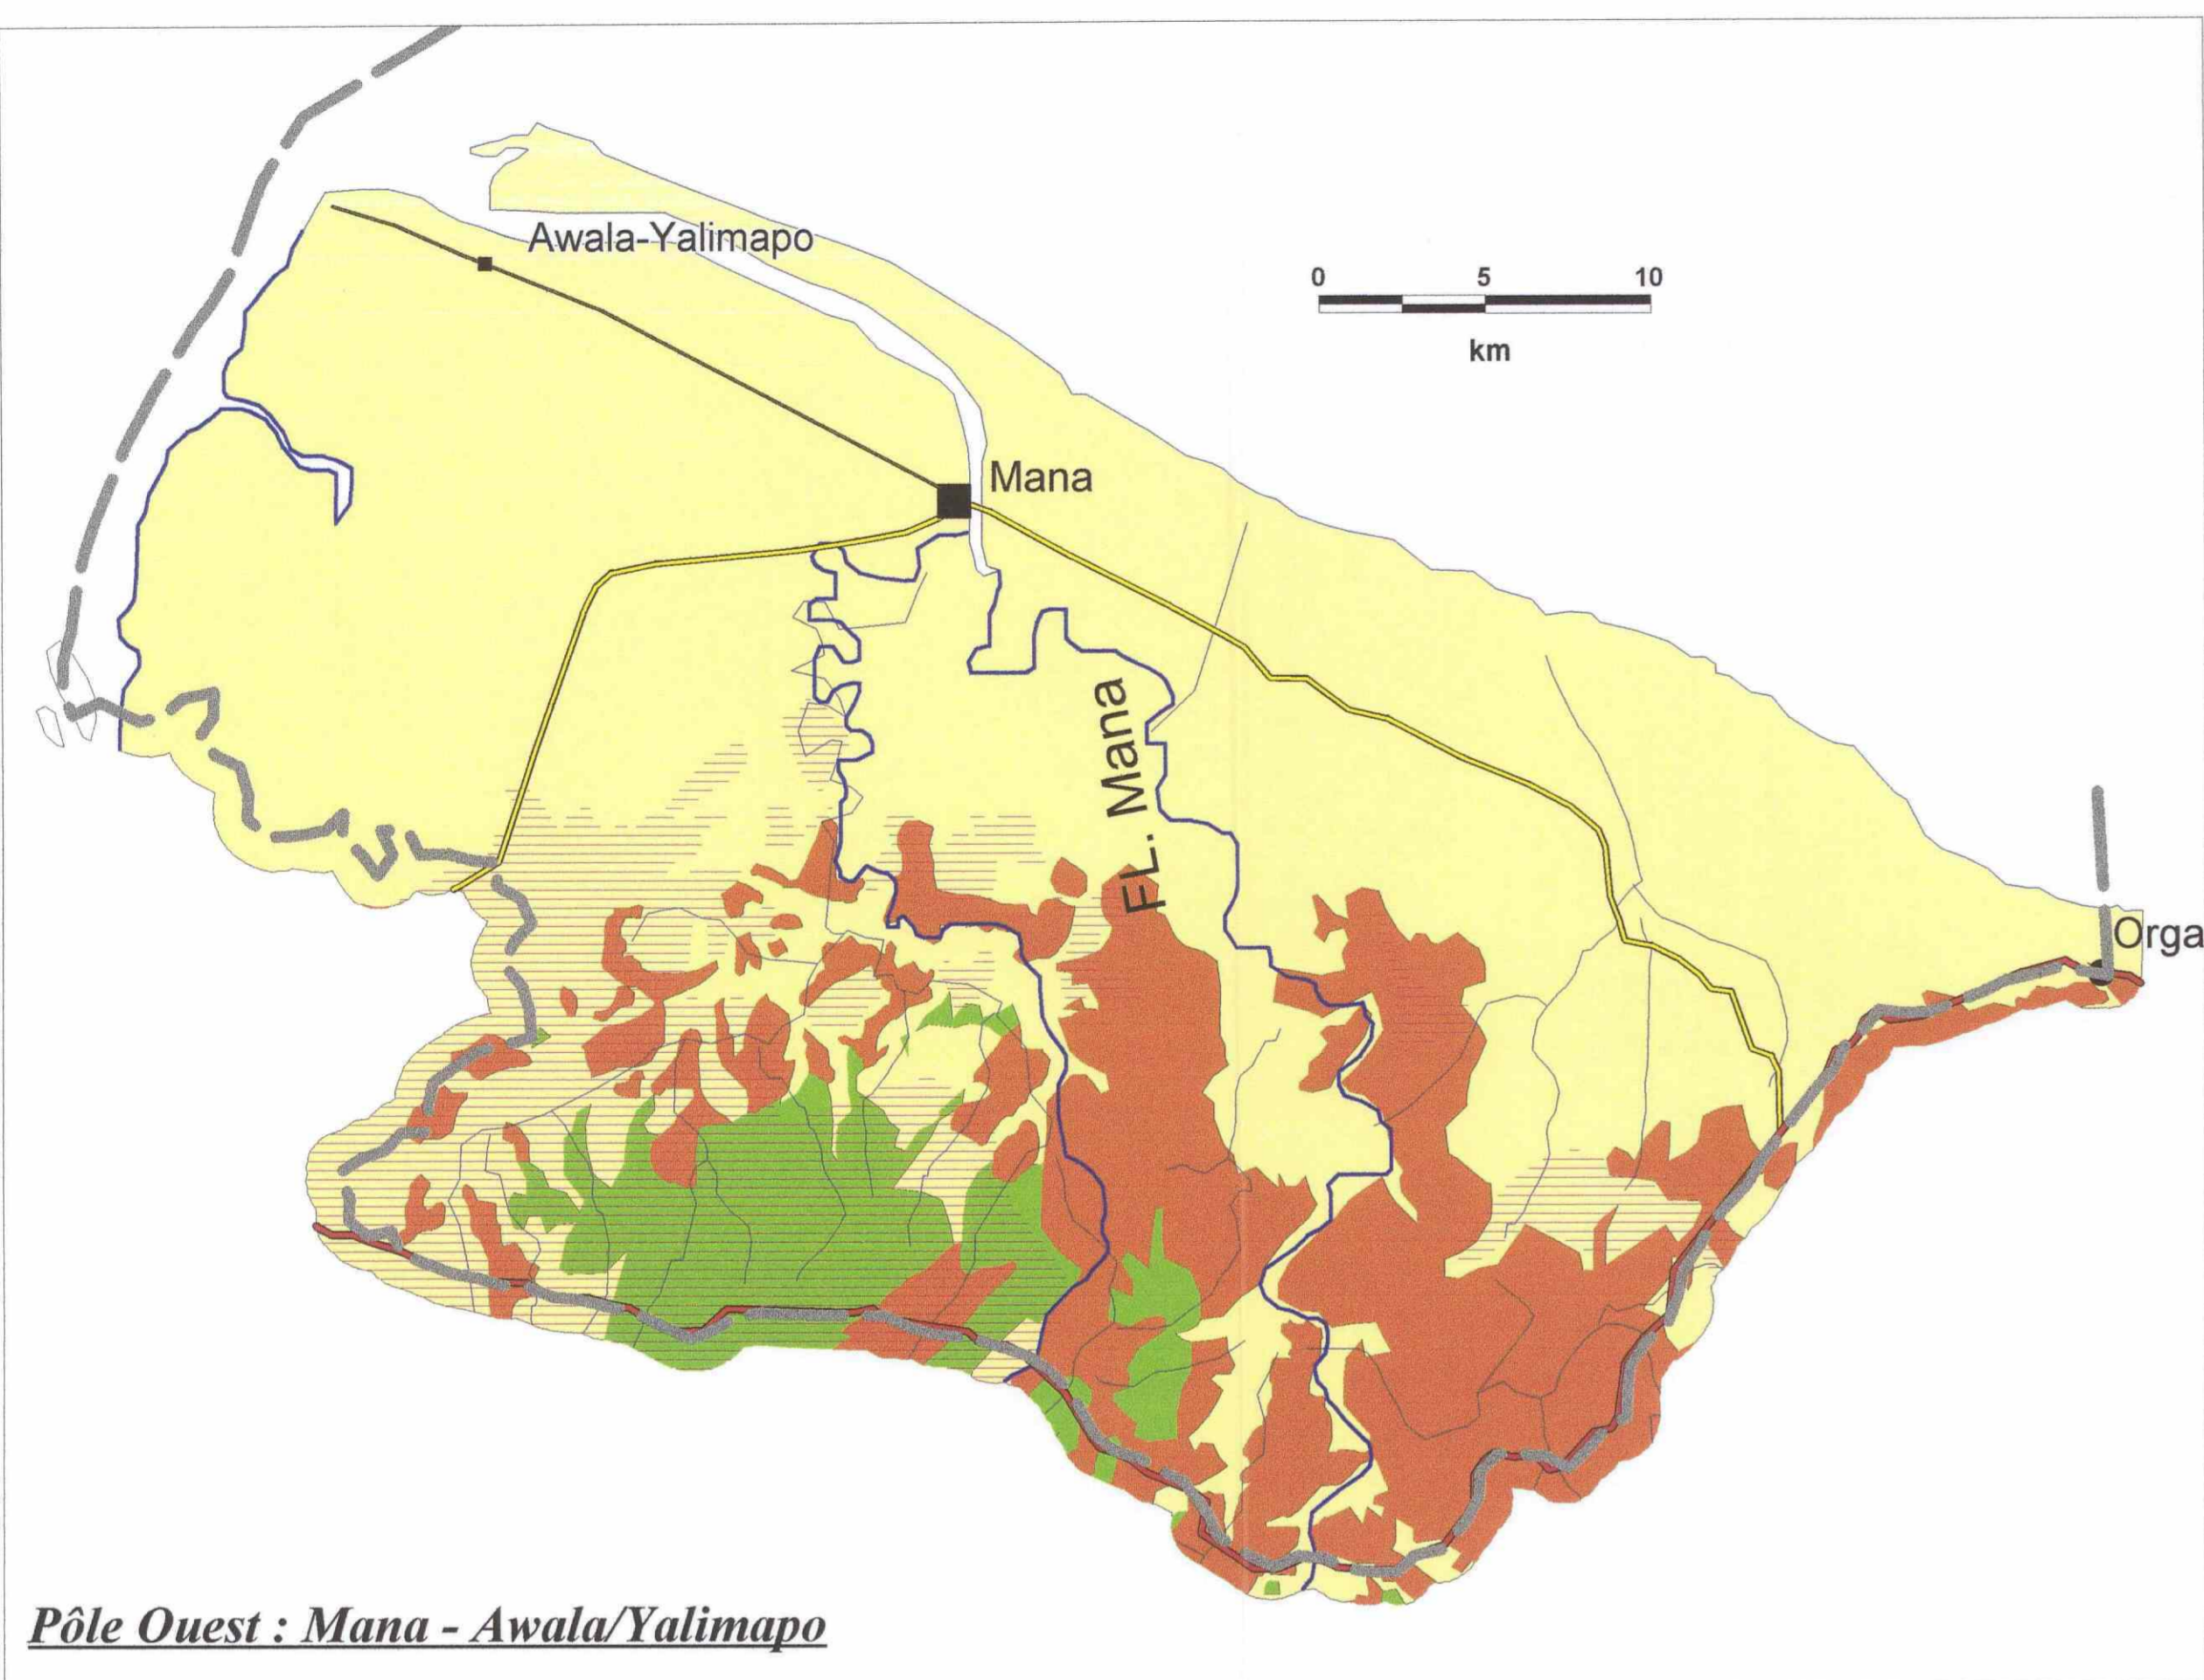 Awala-Yalimapo
0 5 10
km
Mana
FL. Mana
Orga
Pôle Ouest : Mana - Awala/Yalimapo